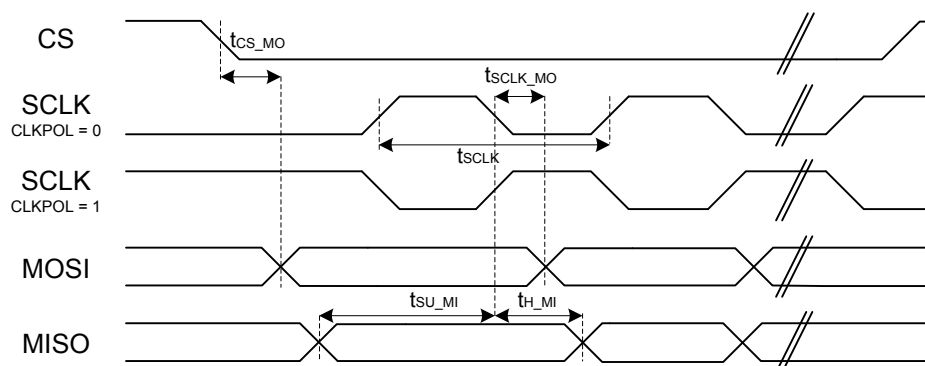 CS
tCS_MO
tSCLK_MO
SCLK
CLKPOL = 0
tSCLK
SCLK
CLKPOL = 1
MOSI
tSU_MI
tH_MI
MISO